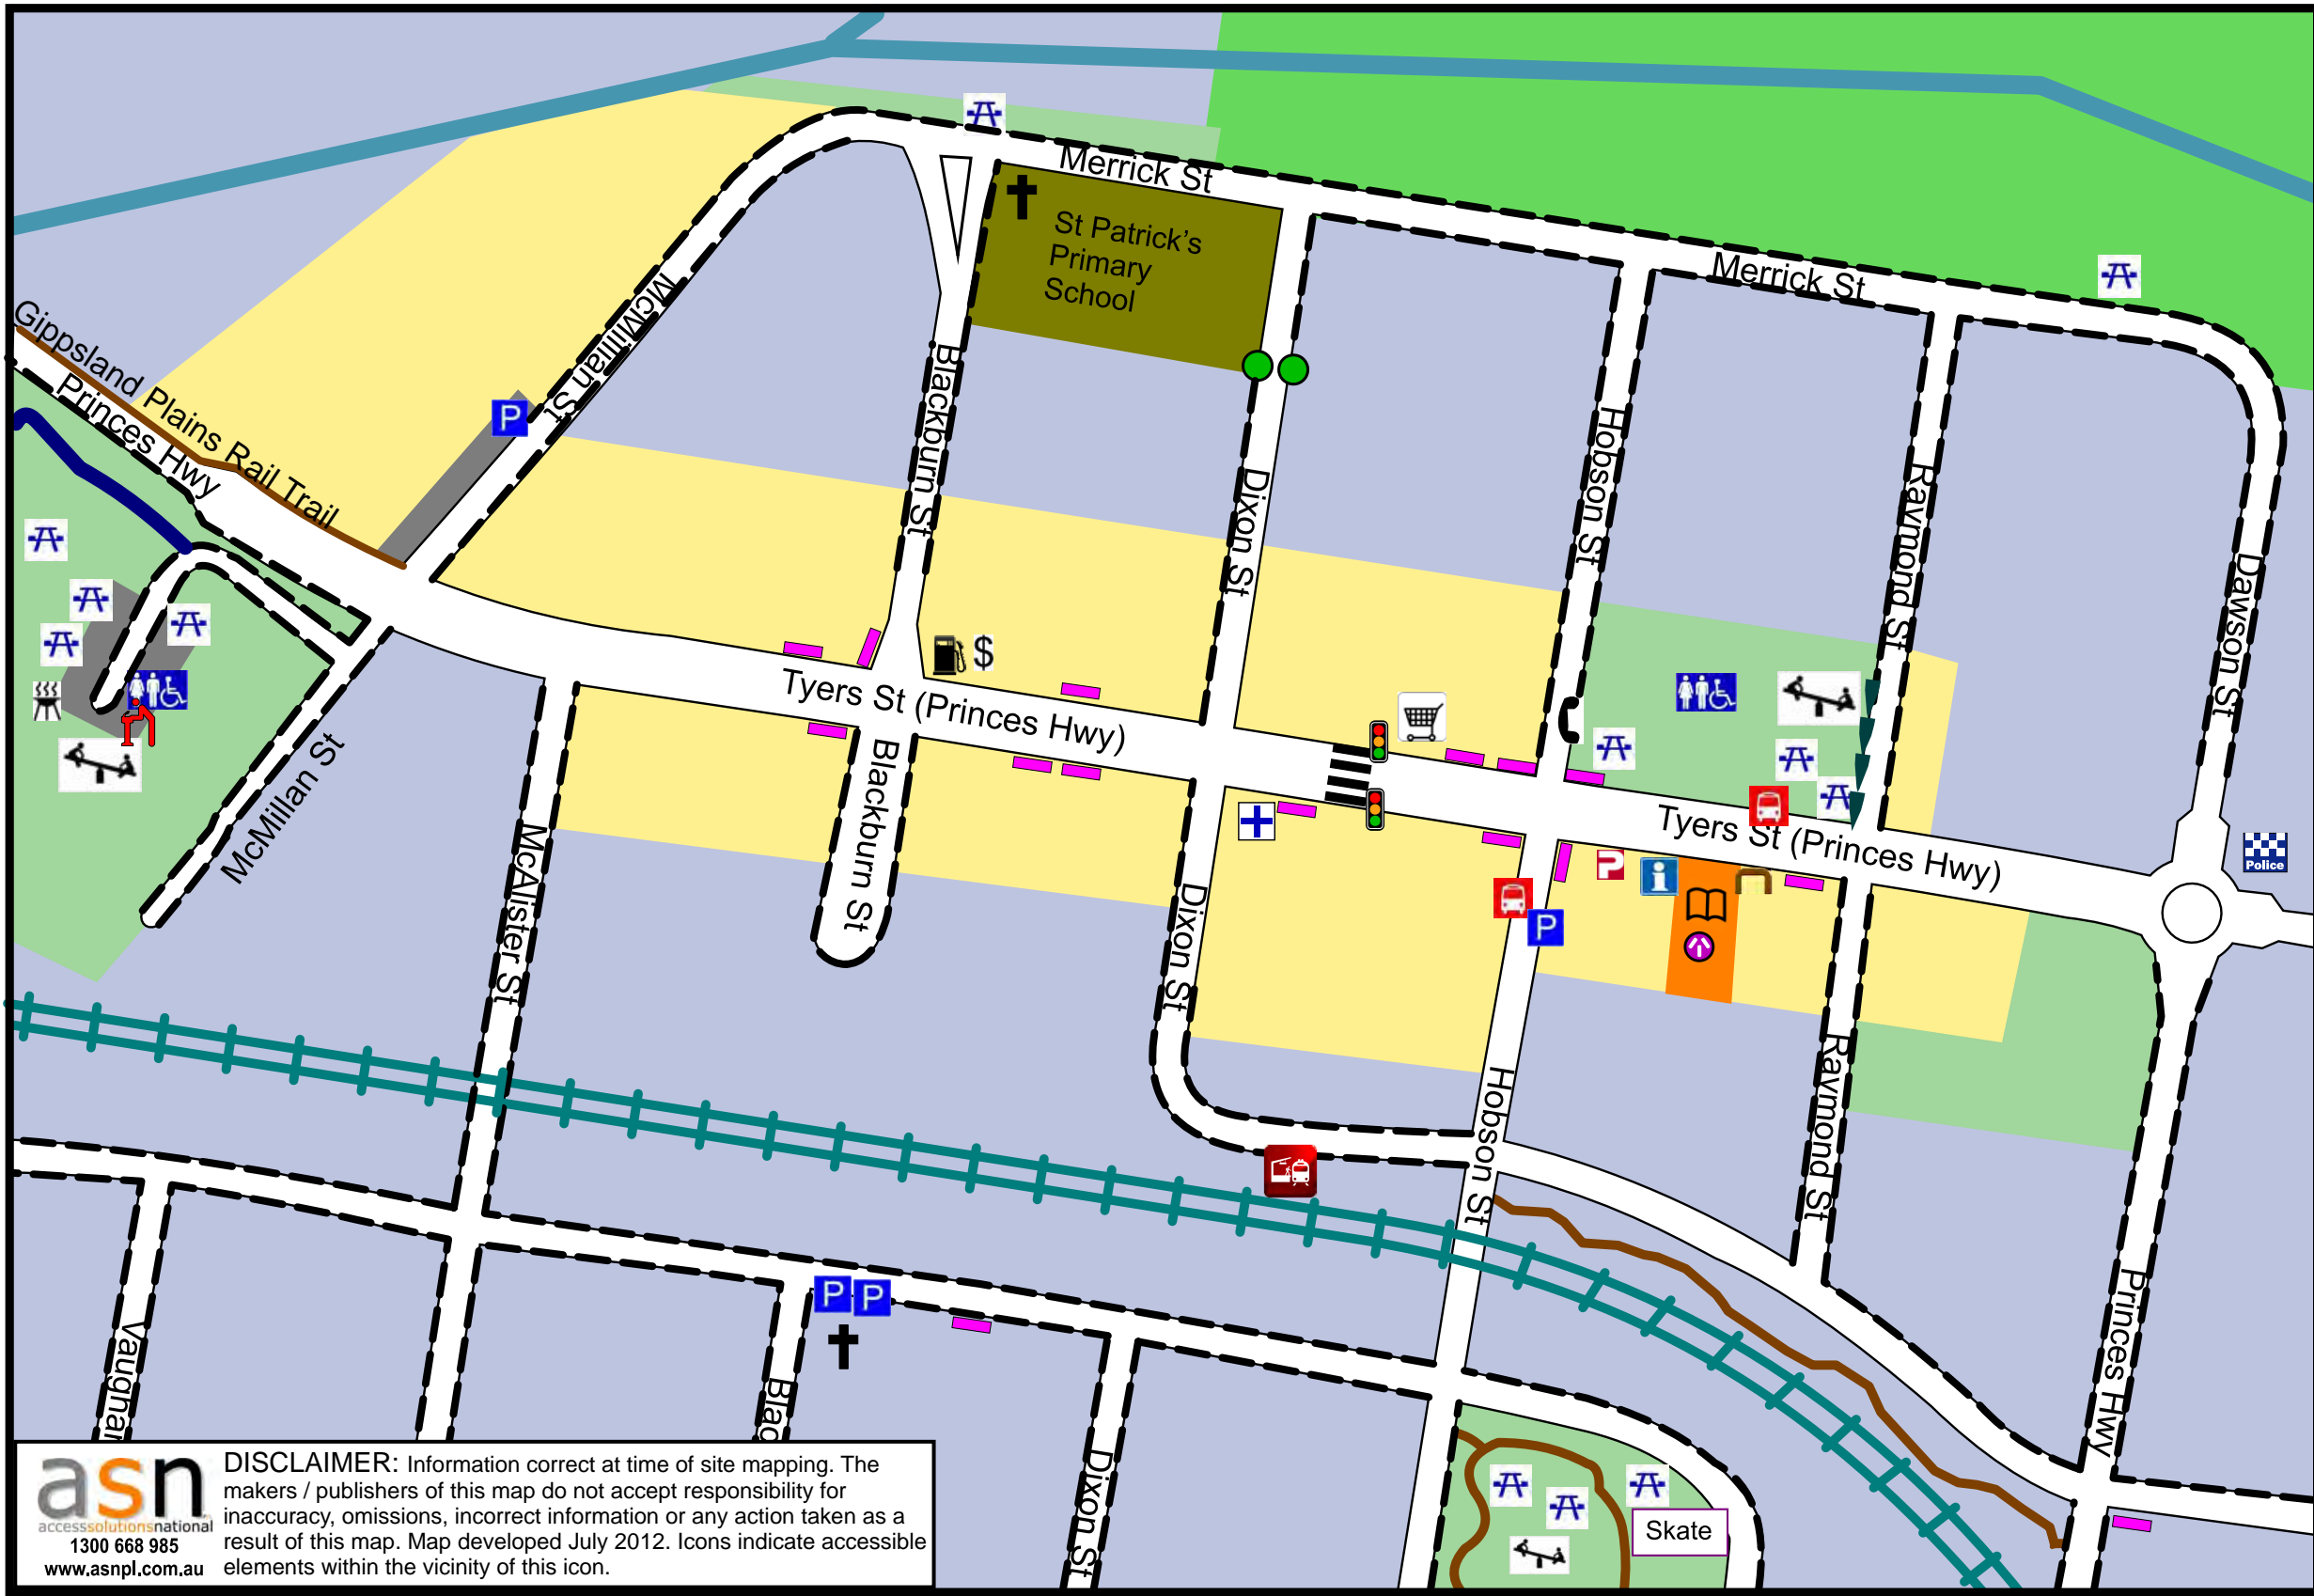 Merrick St
St Patrick's
Primary
School
Merrick St
McMillan St
Gippsland Plains Rail Trail
Princes Hwy
Blackburn St
Dixon St
Hobson St
Raymond St
Dawson St
P
$
Tyers St (Princes Hwy)
Tyers St (Princes Hwy)
Police
McMillan St
McAlister St
Blackburn St
Dixon St
P
i
P
Hobson St
Raymond St
Princes Hwy
P P
Vaughan
Blac
Dixon St
Skate
asn
accesssolutionsnational
1300 668 985
www.asnpl.com.au
DISCLAIMER: Information correct at time of site mapping. The
makers / publishers of this map do not accept responsibility for
inaccuracy, omissions, incorrect information or any action taken as a
result of this map. Map developed July 2012. Icons indicate accessible
elements within the vicinity of this icon.